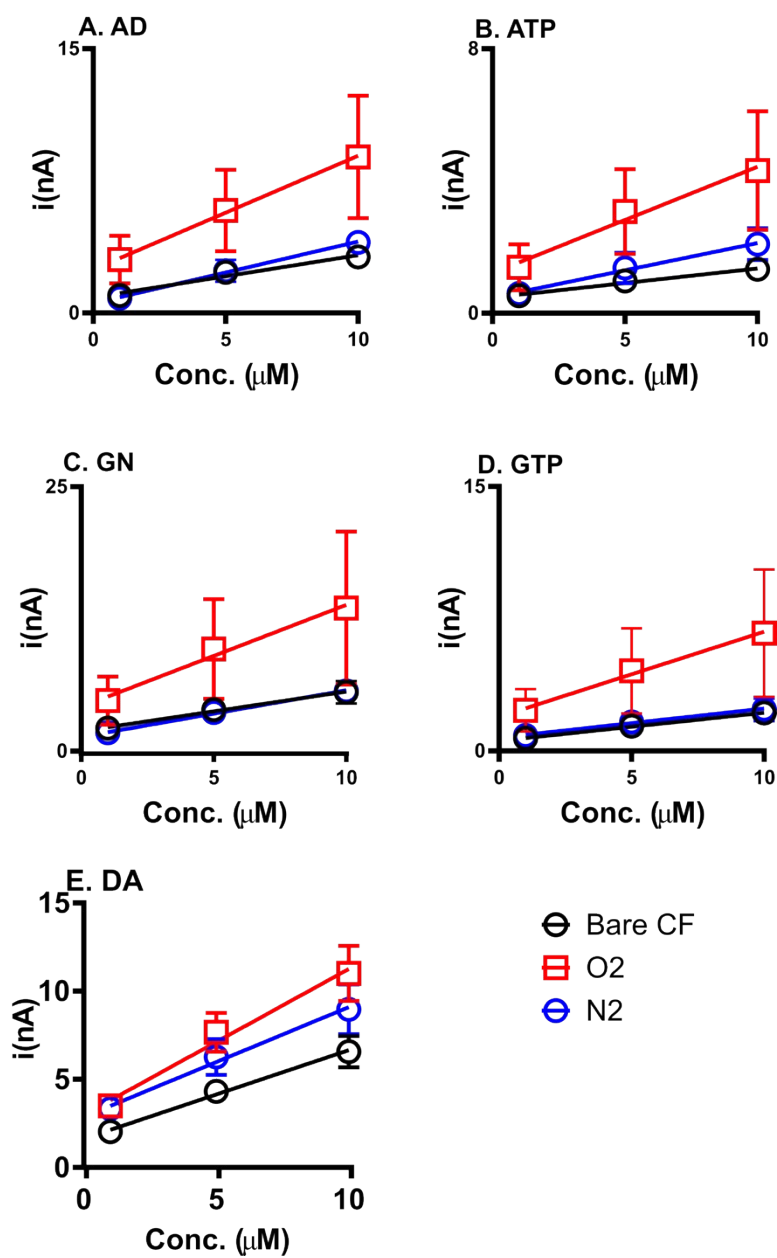 A. AD
15
i(nA)
0
0 5 10
Conc. (μM)
B. ATP
8
i(nA)
0
0 5 10
Conc. (μM)
C. GN
25
i(nA)
0
0 5 10
Conc. (μM)
D. GTP
15
i(nA)
0
0 5 10
Conc. (μM)
E. DA
15
10
i(nA)
5
0
0 5 10
Conc. (μM)
Bare CF
O2
N2